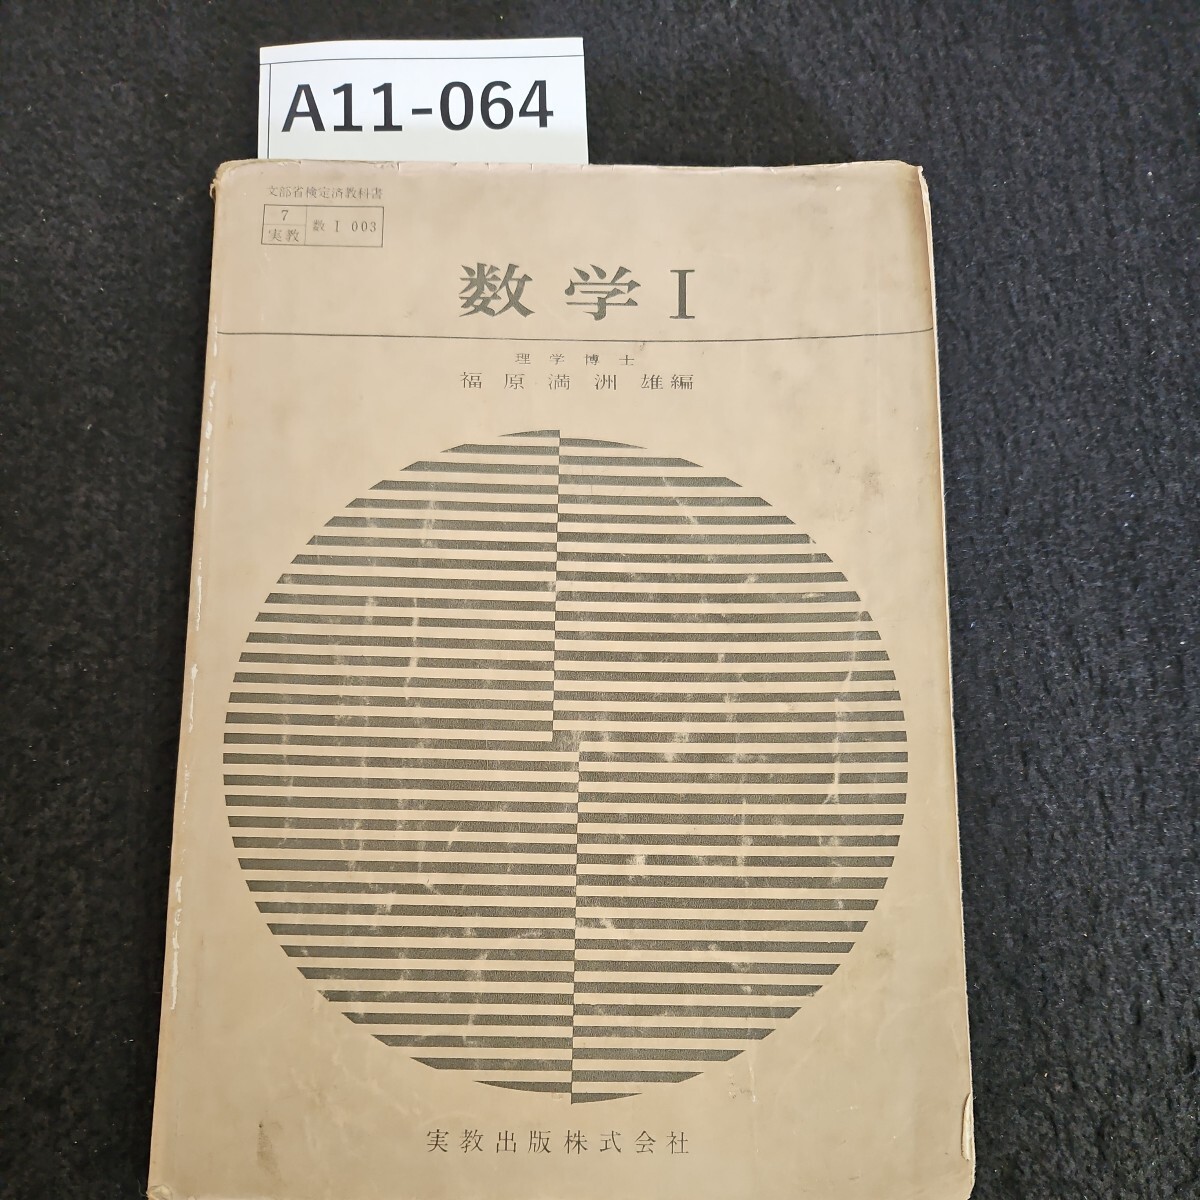 A11-064
文部省検定済教科書
7
実教
数 I 003
数学I
理学博士
福原満洲雄編
実教出版株式会社